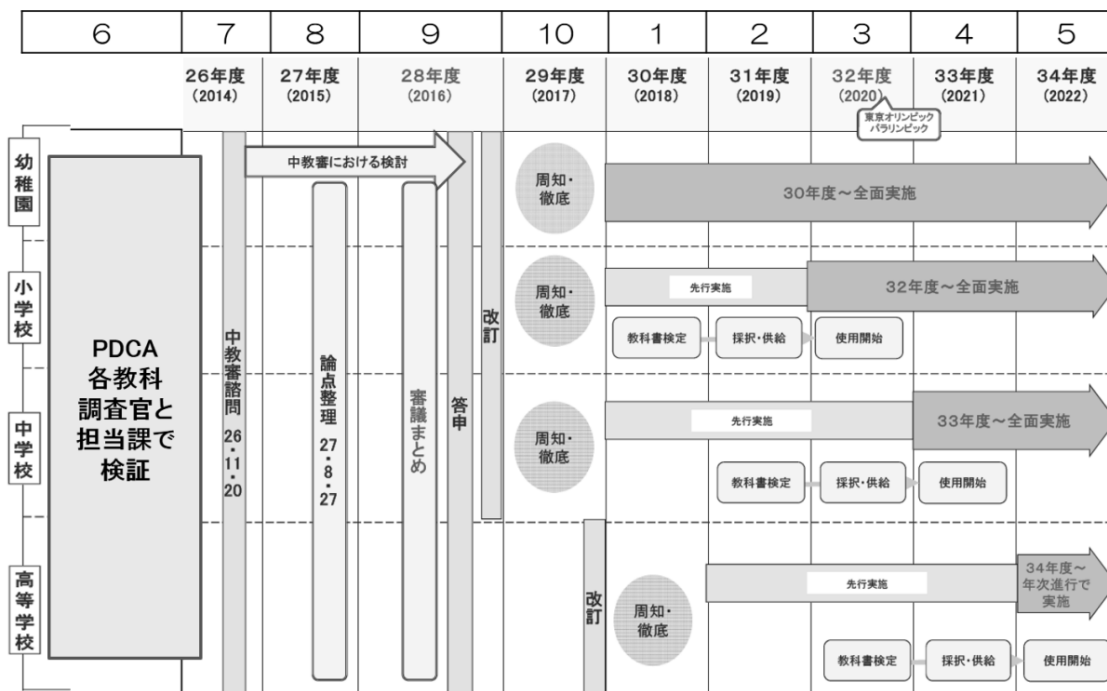 6
7
8
9
10
1
2
3
4
5
26年度
(2014)
27年度
(2015)
28年度
(2016)
29年度
(2017)
30年度
(2018)
31年度
(2019)
32年度
(2020)
33年度
(2021)
34年度
(2022)
東京オリンピック
パラリンピック
幼稚園
小学校
中学校
高等学校
PDCA
各教科
調査官と
担当課で
検証
中教審諮問 26・11・20
中教審における検討
論点整理 27・8・27
審議まとめ
答申
改訂
周知・
徹底
30年度～全面実施
周知・
徹底
先行実施
32年度～全面実施
教科書検定
採択・供給
使用開始
周知・
徹底
先行実施
33年度～全面実施
教科書検定
採択・供給
使用開始
改訂
周知・
徹底
先行実施
34年度～
年次進行で
実施
教科書検定
採択・供給
使用開始